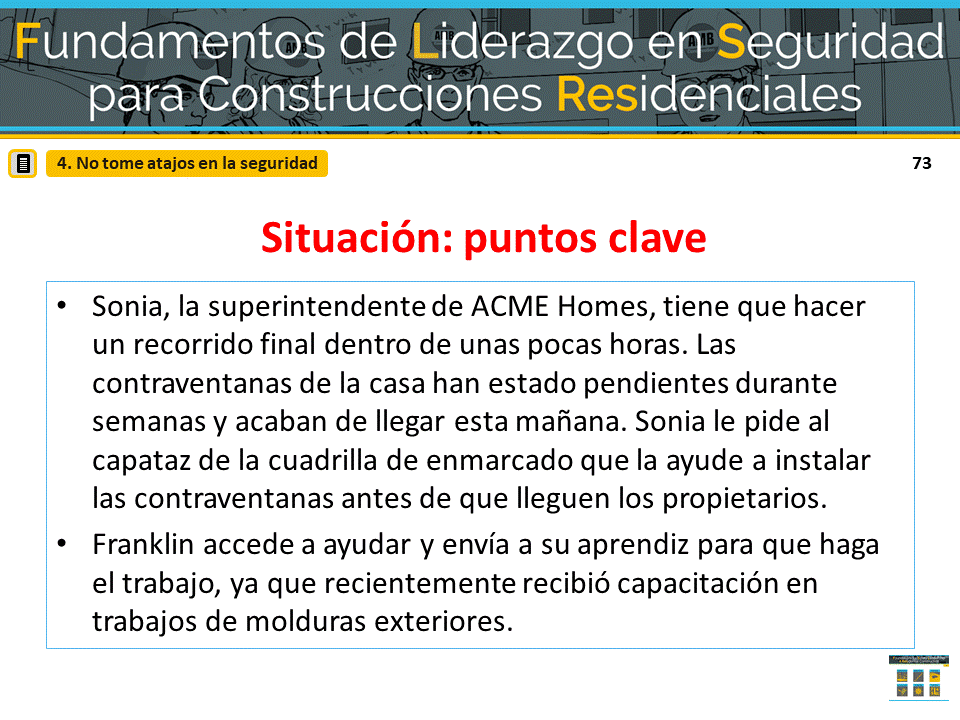 Fundamentos de Liderazgo en Seguridad
para Construcciones Residenciales
4. No tome atajos en la seguridad
73
Situación: puntos clave
• Sonia, la superintendente de ACME Homes, tiene que hacer
un recorrido final dentro de unas pocas horas. Las
contraventanas de la casa han estado pendientes durante
semanas y acaban de llegar esta mañana. Sonia le pide al
capataz de la cuadrilla de enmarcado que la ayude a instalar
las contraventanas antes de que lleguen los propietarios.
• Franklin accede a ayudar y envía a su aprendiz para que haga
el trabajo, ya que recientemente recibió capacitación en
trabajos de molduras exteriores.